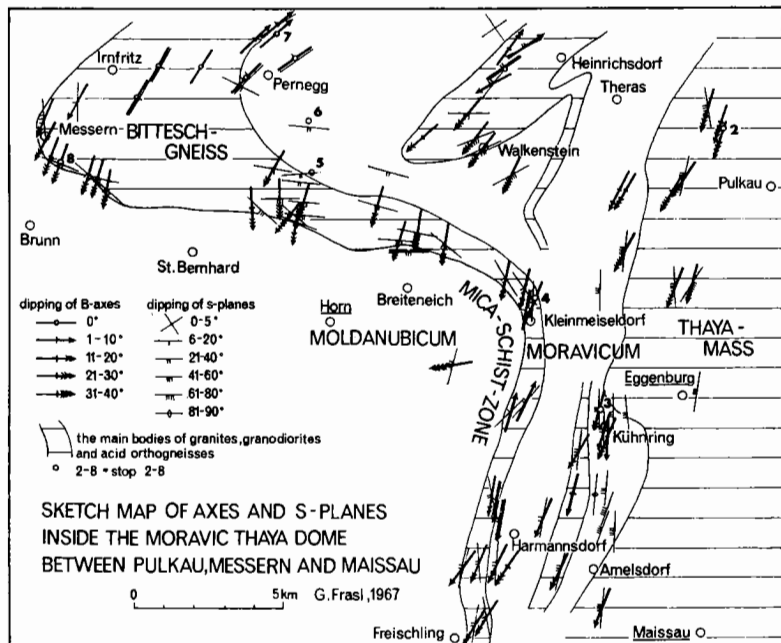 7
Irnfritz
Pernegg
Heinrichsdorf
Theras
6
2
Messern
BITTESCH-
GNEISS
8
5
Walkenstein
Pulkau
Brunn
St. Bernhard
Breiteneich
4
Kleinmeiseldorf
Horn
MOLDANUBICUM
MICA-SCHIST-ZONE
MORAVICUM
THAYA-
MASS
Eggenburg
3
Kühnring
dipping of B-axes
0°
1-10°
11-20°
21-30°
31-40°
dipping of s-planes
0-5°
6-20°
21-40°
41-60°
61-80°
81-90°
the main bodies of granites, granodiorites
and acid orthogneisses
2-8 = stop 2-8
SKETCH MAP OF AXES AND S-PLANES
INSIDE THE MORAVIC THAYA DOME
BETWEEN PULKAU, MESSERN AND MAISSAU
0 5km G. Frasl, 1967
Harmannsdorf
Amelsdorf
Freischling
Maissau